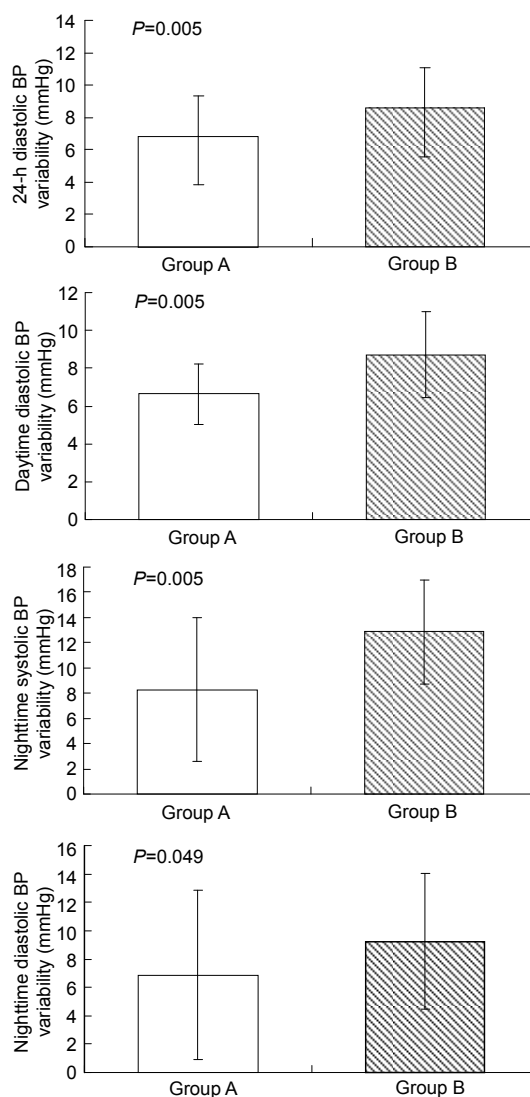 24-h diastolic BP
variability (mmHg)
14
12
10
8
6
4
2
0
P=0.005
Group A
Group B
Daytime diastolic BP
variability (mmHg)
12
10
8
6
4
2
0
P=0.005
Group A
Group B
Nighttime systolic BP
variability (mmHg)
18
16
14
12
10
8
6
4
2
0
P=0.005
Group A
Group B
Nighttime diastolic BP
variability (mmHg)
16
14
12
10
8
6
4
2
0
P=0.049
Group A
Group B